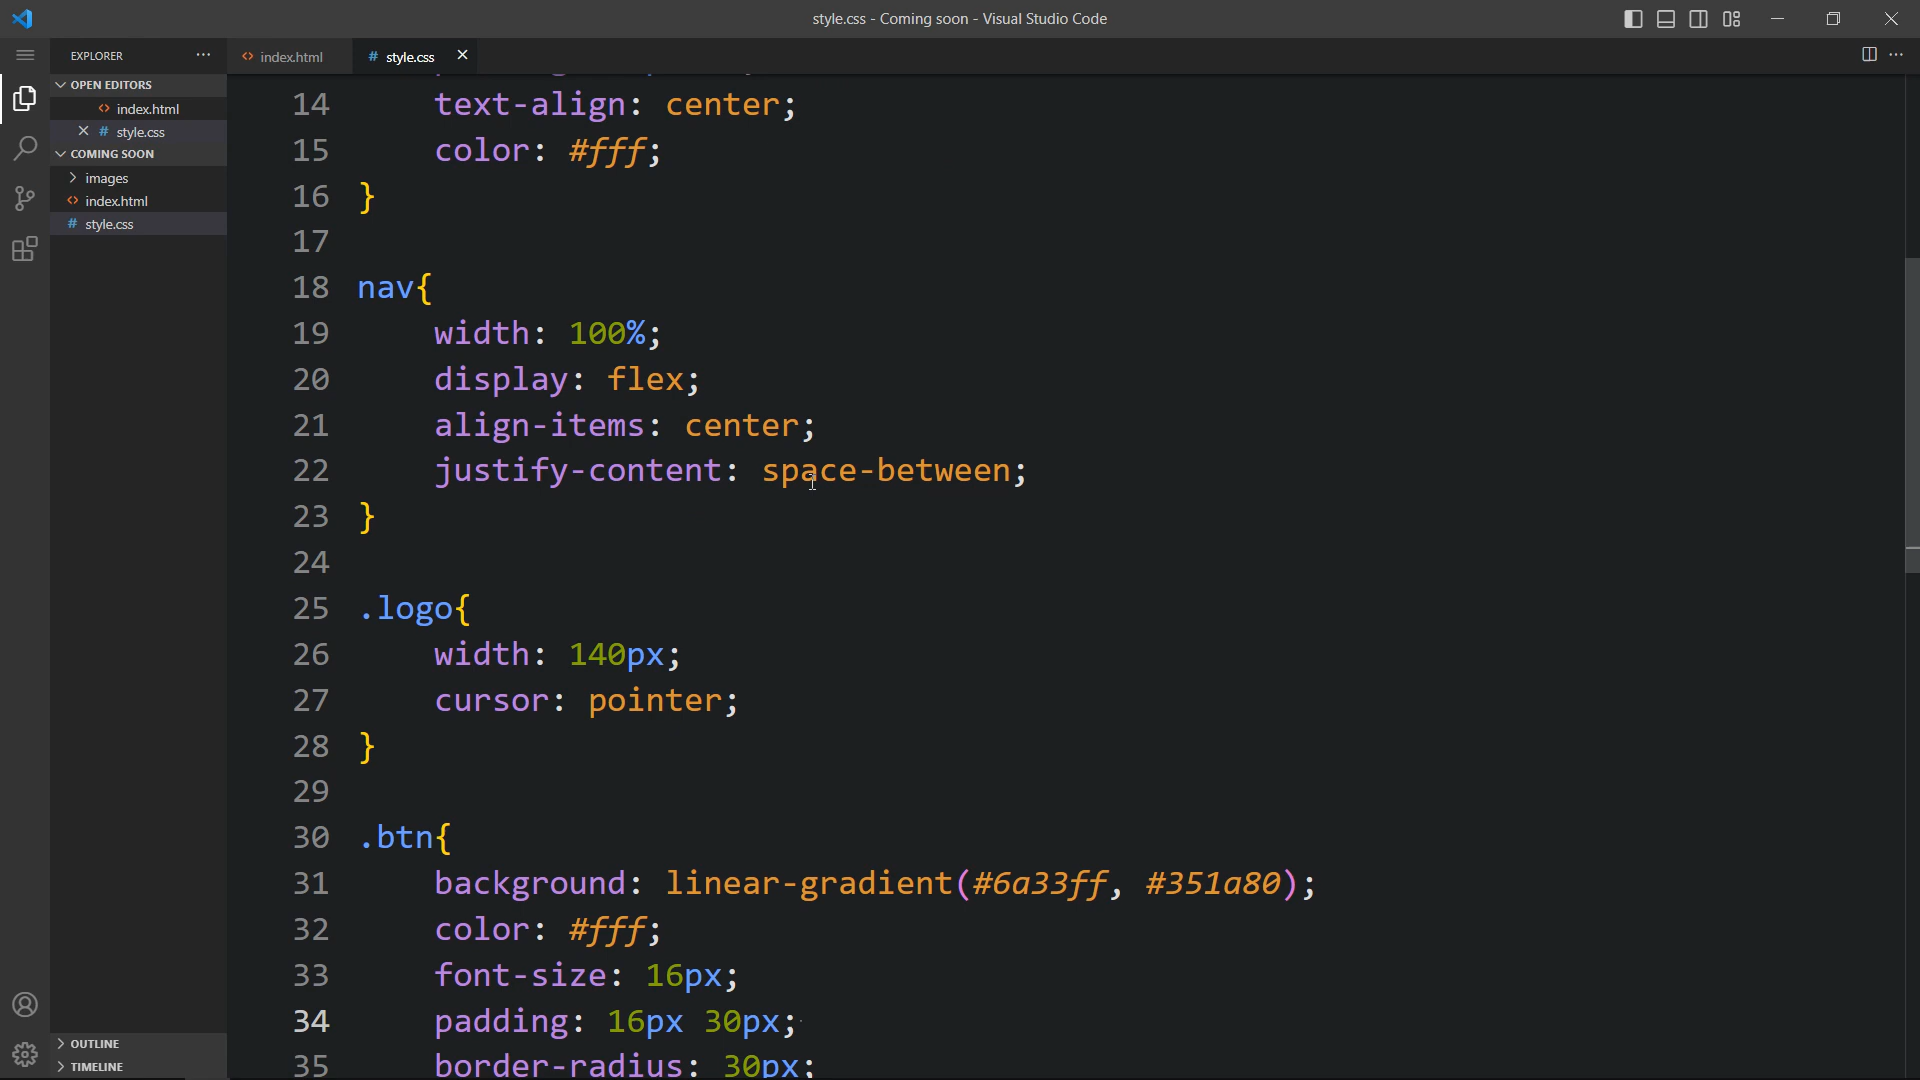 style.css - Coming soon - Visual Studio Code
EXPLORER
index.html
# style.css
OPEN EDITORS
index.html
# style.css
COMING SOON
images
index.html
# style.css
OUTLINE
TIMELINE
14 text-align: center;
15 color: #fff;
16 }
17
18 nav{
19 width: 100%;
20 display: flex;
21 align-items: center;
22 justify-content: space-between;
23 }
24
25 .logo{
26 width: 140px;
27 cursor: pointer;
28 }
29
30 .btn{
31 background: linear-gradient(#6a33ff, #351a80);
32 color: #fff;
33 font-size: 16px;
34 padding: 16px 30px;
35 border-radius: 30px;